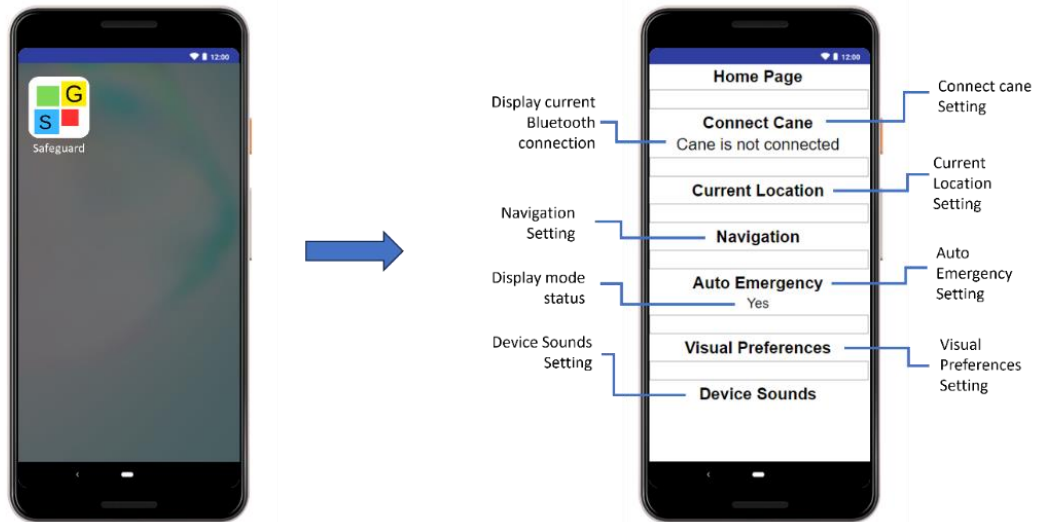 12:00
G
S
Safeguard
12:00
Home Page
Connect Cane
Cane is not connected
Current Location
Navigation
Auto Emergency
Yes
Visual Preferences
Device Sounds
Display current
Bluetooth
connection
Navigation
Setting
Display mode
status
Device Sounds
Setting
Connect cane
Setting
Current
Location
Setting
Auto
Emergency
Setting
Visual
Preferences
Setting